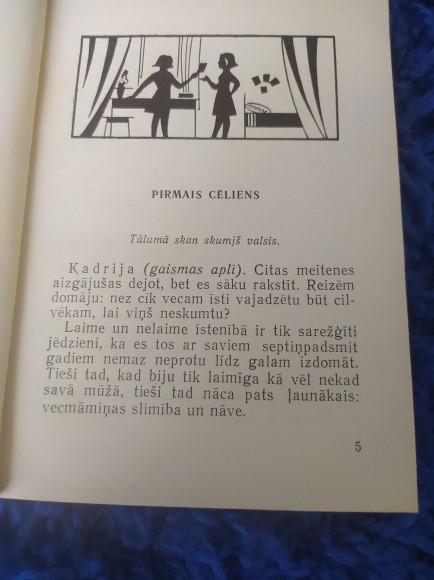 PIRMAIS CĒLIENS
Tālumā skan skumjš valsis.
Kadrija (gaismas aplī). Citas meitenes
aizgājušas dejot, bet es sāku rakstīt. Reizēm
domāju: nez cik vecam īsti vajadzētu būt cil-
vēkam, lai viņš neskumtu?
Laime un nelaime īstenībā ir tik sarežģīti
jēdzieni, ka es tos ar saviem septiņpadsmit
gadiem nemaz neprotu līdz galam izdomāt.
Tieši tad, kad biju tik laimīga kā vēl nekad
savā mūžā, tieši tad nāca pats ļaunākais:
vecmāmiņas slimība un nāve.
5